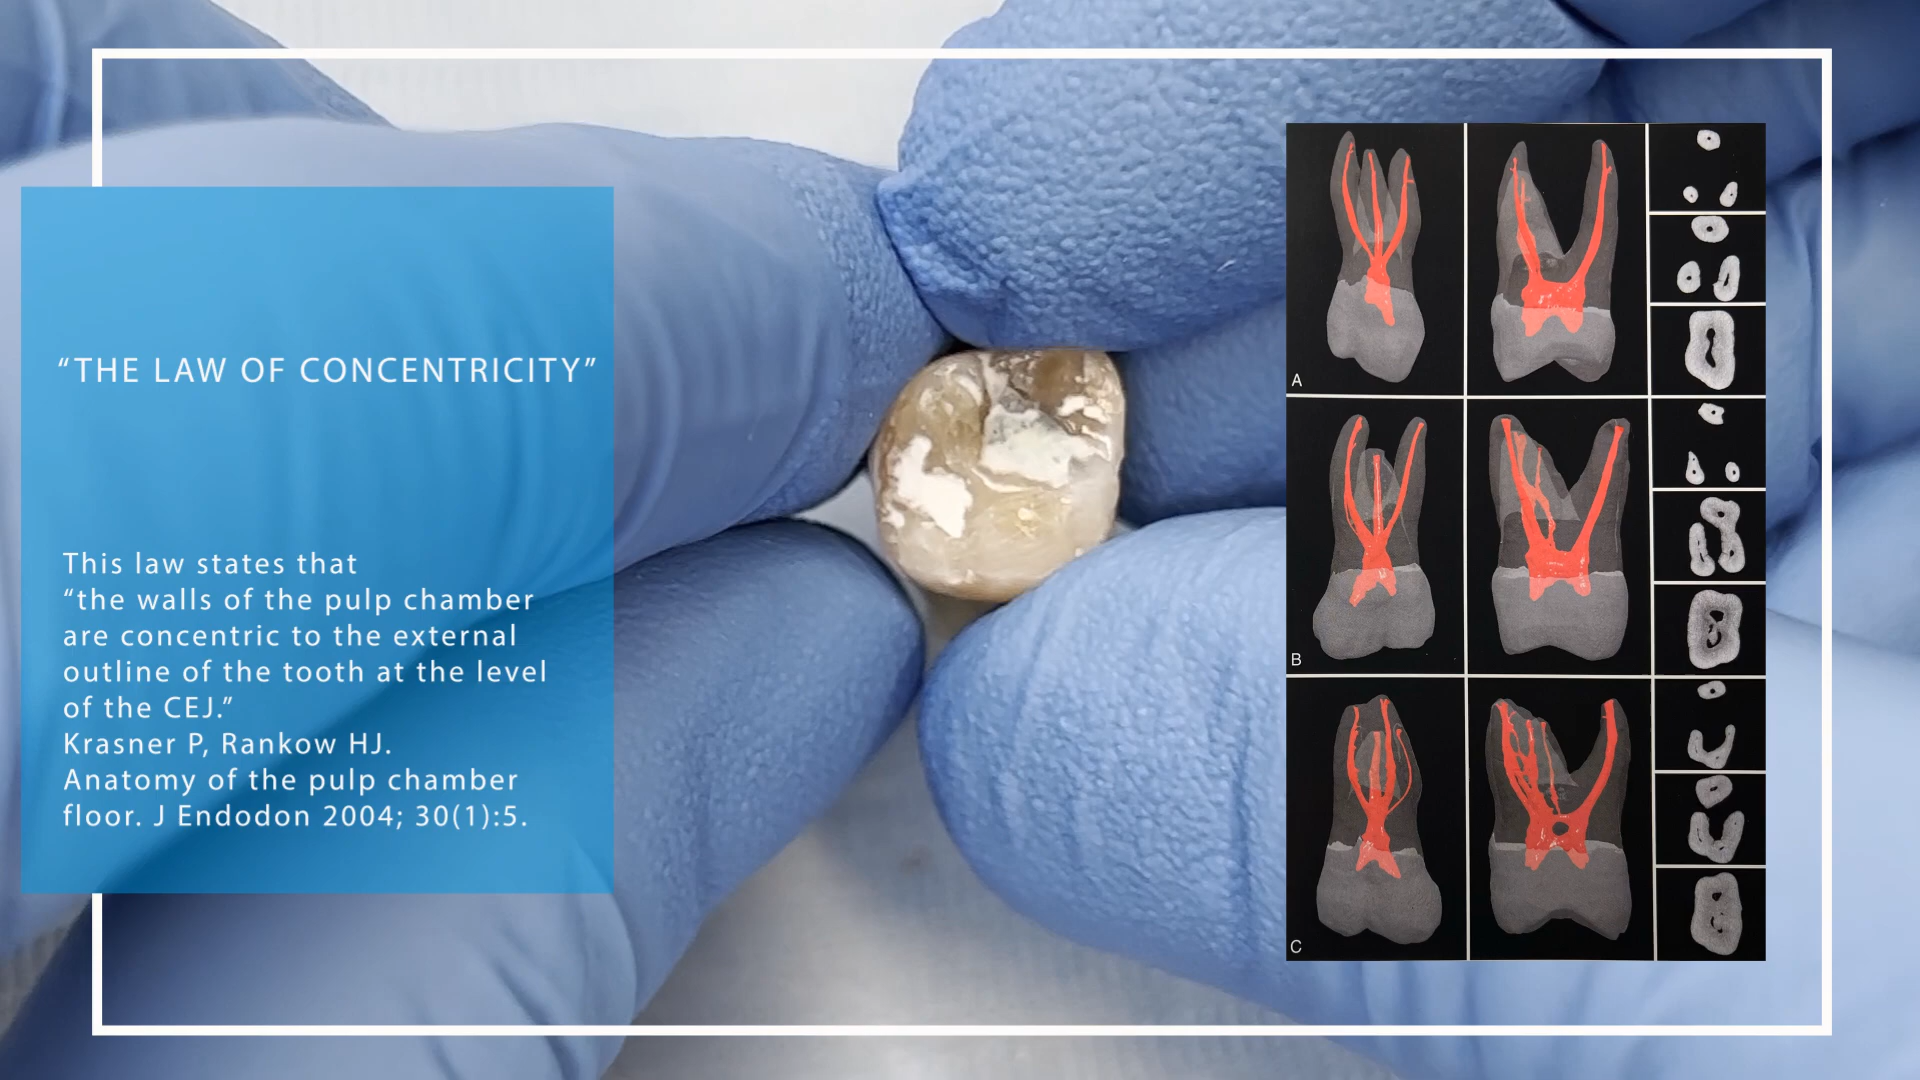 “THE LAW OF CONCENTRICITY”
This law states that
“the walls of the pulp chamber
are concentric to the external
outline of the tooth at the level
of the CEJ.”
Krasner P, Rankow HJ.
Anatomy of the pulp chamber
floor. J Endodon 2004; 30(1):5.
A
B
C